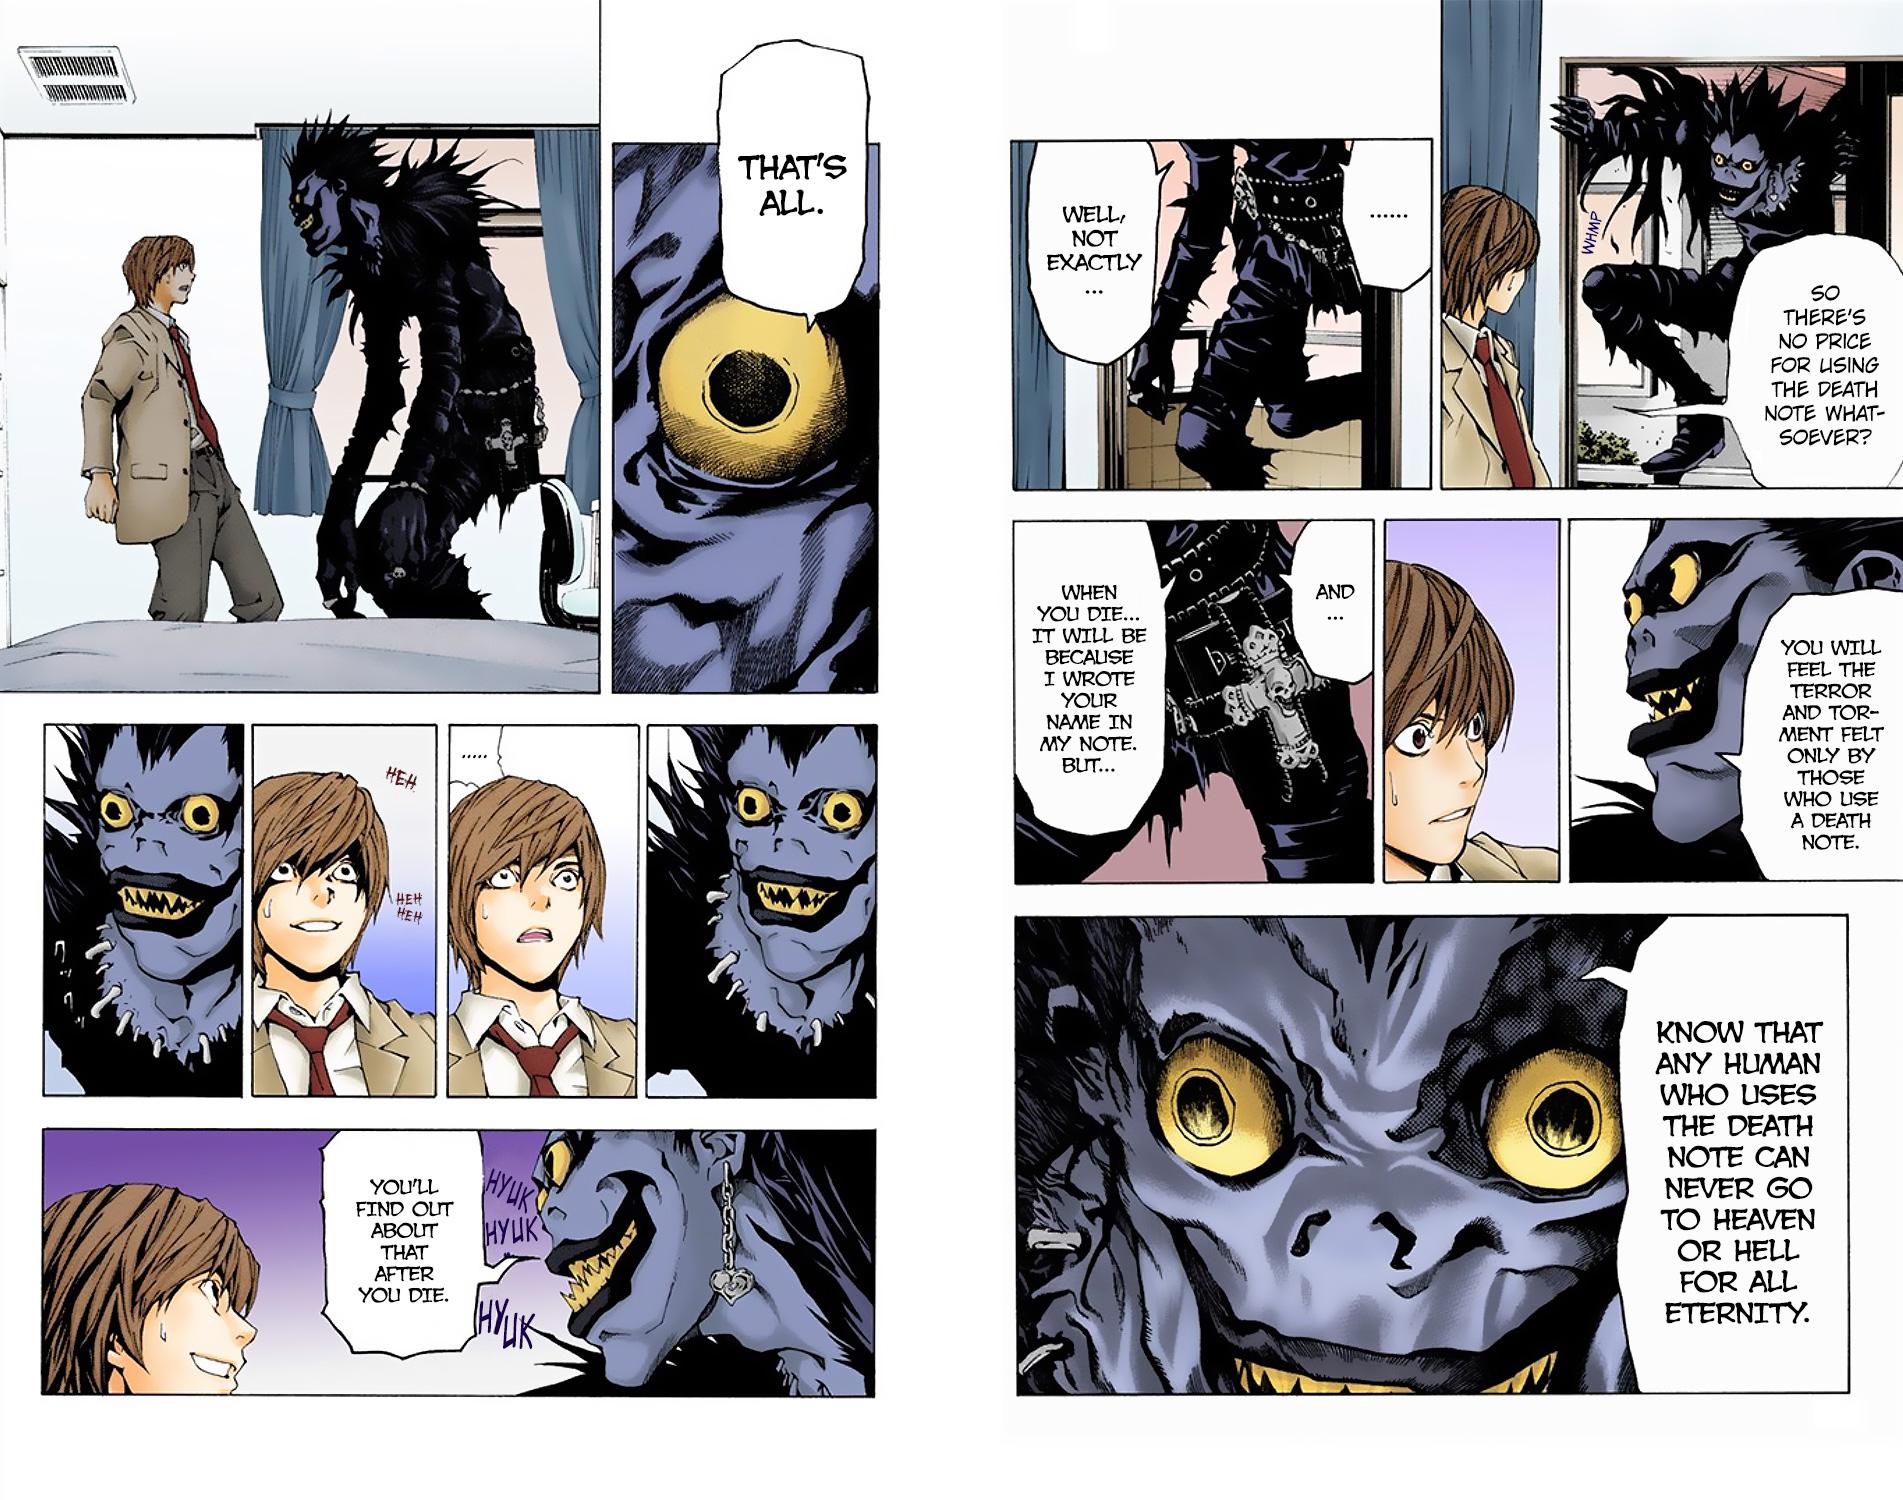 SO
THERE'S
NO PRICE
FOR USING
THE DEATH
NOTE WHAT-
SOEVER?
WHMP
.......
WELL,
NOT
EXACTLY
...
YOU WILL
FEEL THE
TERROR
AND TOR-
MENT FELT
ONLY BY
THOSE
WHO USE
A DEATH
NOTE.
AND
...
WHEN
YOU DIE...
IT WILL BE
BECAUSE
I WROTE
YOUR
NAME IN
MY NOTE.
BUT...
KNOW THAT
ANY HUMAN
WHO USES
THE DEATH
NOTE CAN
NEVER GO
TO HEAVEN
OR HELL
FOR ALL
ETERNITY.
THAT'S
ALL.
.....
HEH
HEH
HEH
YOU'LL
FIND OUT
ABOUT
THAT
AFTER
YOU DIE.
HYUK
HYUK
..
HYUK